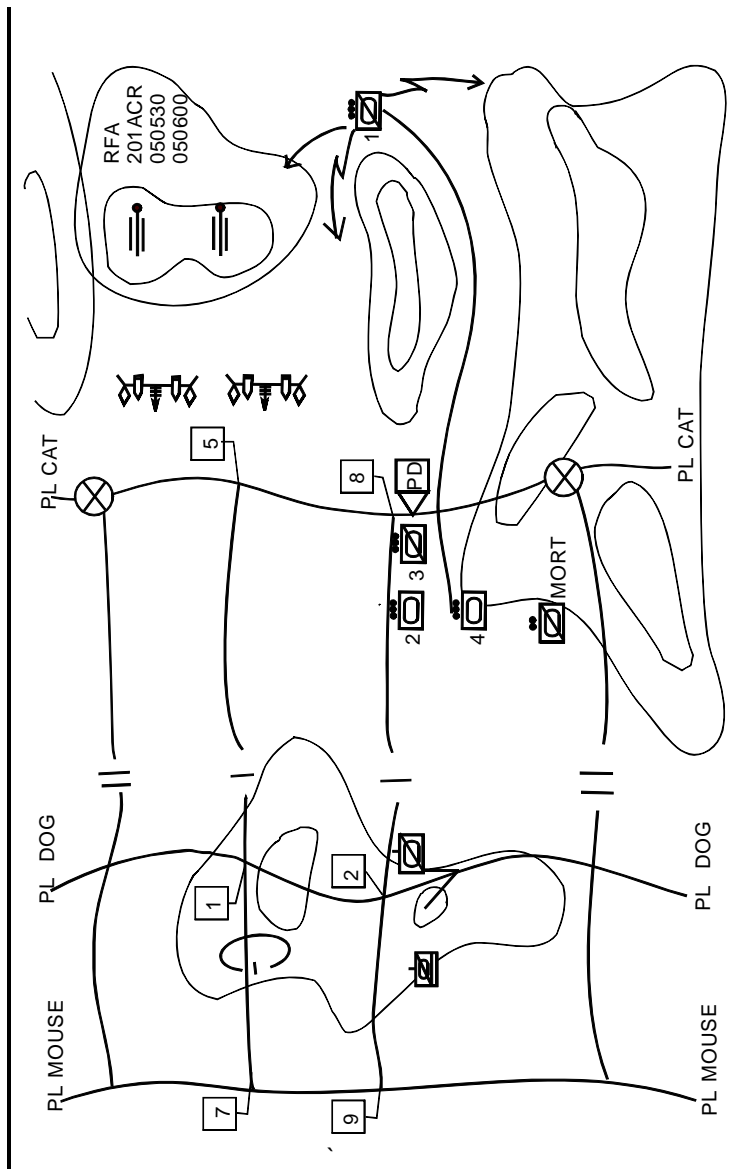 RFA
201ACR
050530
050600
1
PL CAT
5
8
PD
PL CAT
3
2
4
MORT
PL DOG
1
2
PL DOG
PL MOUSE
7
9
PL MOUSE